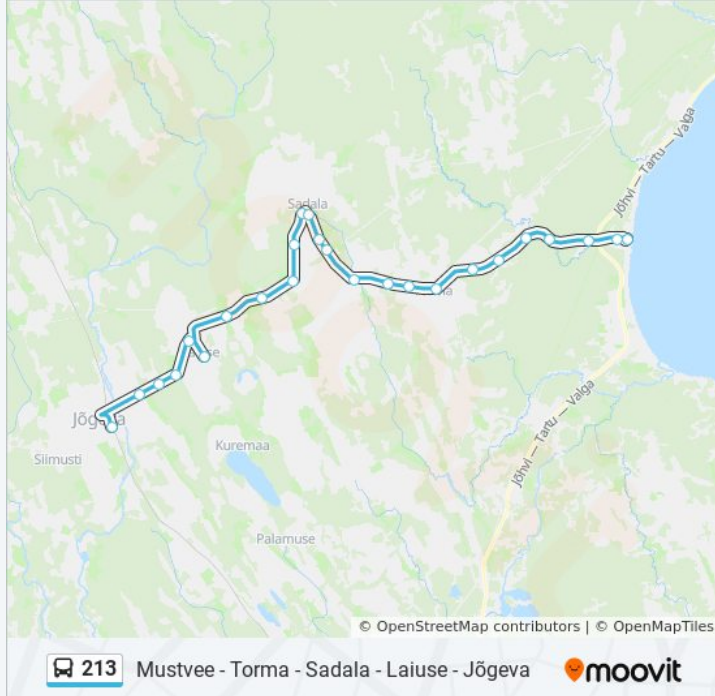 Jõhvi — Tartu — Valga
Sadala
Jõgeva
Siimusti
Kuremaa
Jõhvi — Tartu — Valga
Palamuse
© OpenStreetMap contributors | © OpenMapTiles
213 Mustvee - Torma - Sadala - Laiuse - Jõgeva
moovit